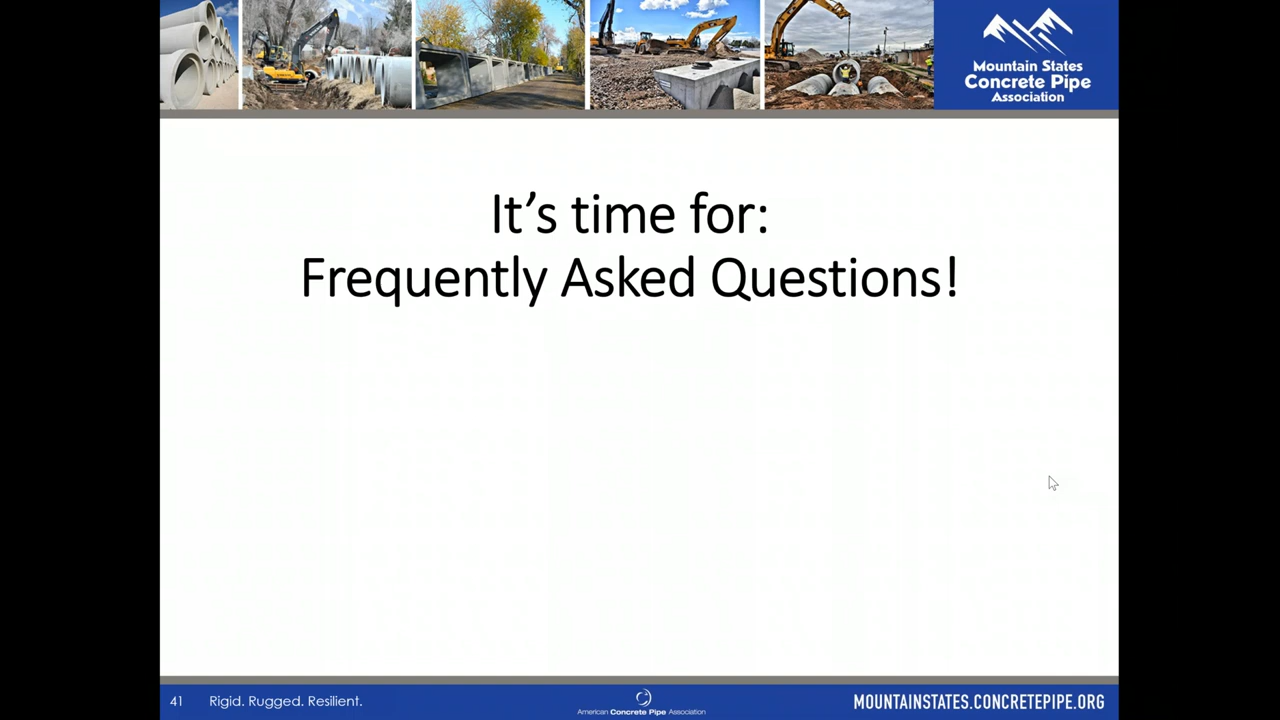 Mountain States
Concrete Pipe
Association
It's time for:
Frequently Asked Questions!
41
Rigid. Rugged. Resilient.
American Concrete Pipe Association
MOUNTAINSTATES.CONCRETEPIPE.ORG